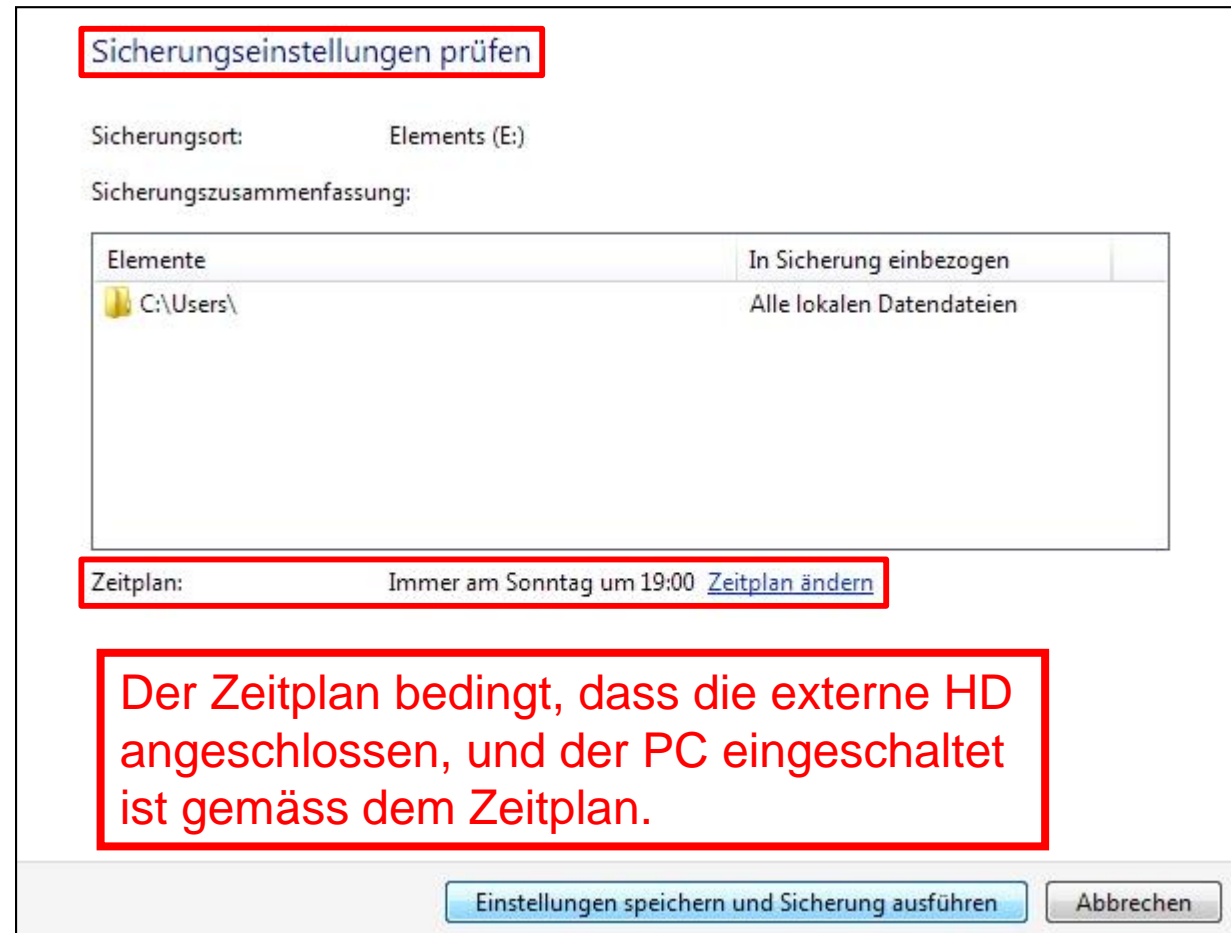 Sicherungseinstellungen prüfen
Sicherungsort: Elements (E:)
Sicherungszusammenfassung:
Elemente In Sicherung einbezogen
C:\Users\ Alle lokalen Datendateien
Zeitplan: Immer am Sonntag um 19:00 Zeitplan ändern
Der Zeitplan bedingt, dass die externe HD
angeschlossen, und der PC eingeschaltet
ist gemäss dem Zeitplan.
Einstellungen speichern und Sicherung ausführen Abbrechen